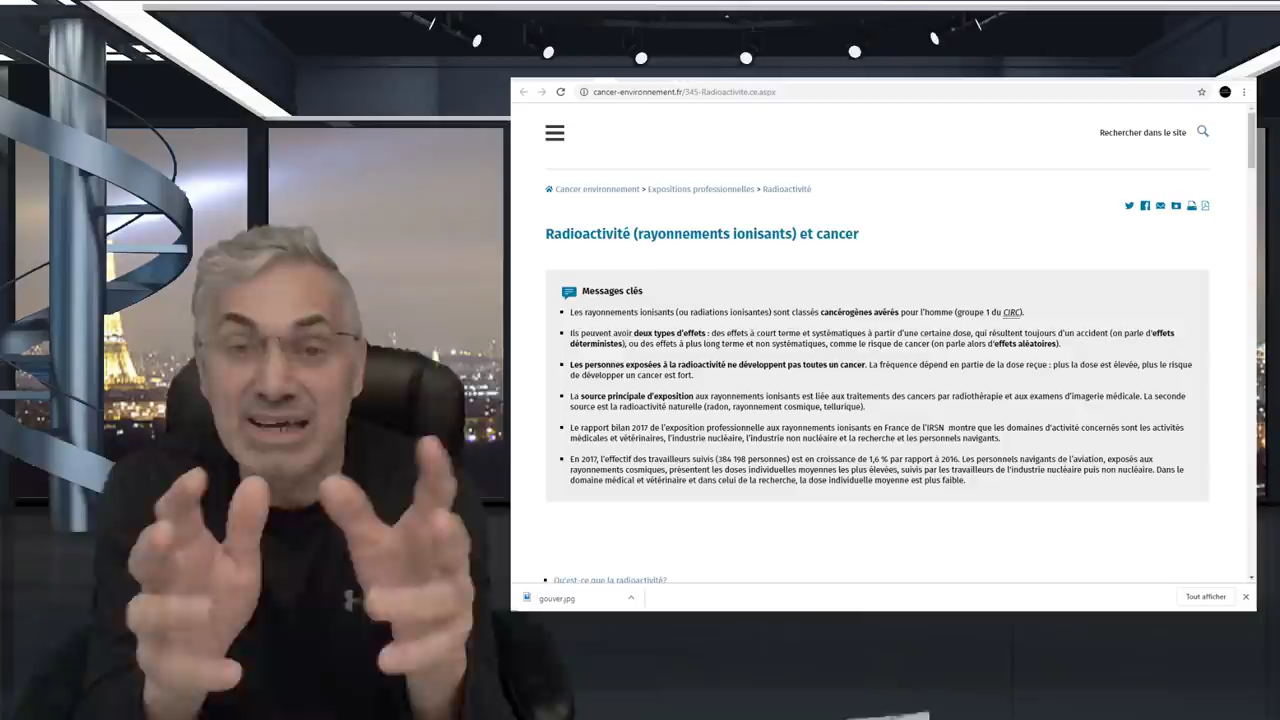 cancer-environnement.fr/345-Radioactivite.ce.aspx
Rechercher dans le site
Cancer environnement > Expositions professionnelles > Radioactivité
Radioactivité (rayonnements ionisants) et cancer
Messages clés
Les rayonnements ionisants (ou radiations ionisantes) sont classés cancérogènes avérés pour l'homme (groupe 1 du CIRC).
Ils peuvent avoir deux types d'effets : des effets à court terme et systématiques à partir d'une certaine dose, qui résultent toujours d'un accident (on parle d'effets
déterministes), ou des effets à plus long terme et non systématiques, comme le risque de cancer (on parle alors d'effets aléatoires).
Les personnes exposées à la radioactivité ne développent pas toutes un cancer. La fréquence dépend en partie de la dose reçue : plus la dose est élevée, plus le risque
de développer un cancer est fort.
La source principale d'exposition aux rayonnements ionisants est liée aux traitements des cancers par radiothérapie et aux examens d'imagerie médicale. La seconde
source est la radioactivité naturelle (radon, rayonnement cosmique, tellurique).
Le rapport bilan 2017 de l'exposition professionnelle aux rayonnements ionisants en France de l'IRSN montre que les domaines d'activité concernés sont les activités
médicales et vétérinaires, l'industrie nucléaire, l'industrie non nucléaire et la recherche et les personnels navigants.
En 2017, l'effectif des travailleurs suivis (384 198 personnes) est en croissance de 1,6 % par rapport à 2016. Les personnels navigants de l'aviation, exposés aux
rayonnements cosmiques, présentent les doses individuelles moyennes les plus élevées, suivis par les travailleurs de l'industrie nucléaire puis non nucléaire. Dans le
domaine médical et vétérinaire et dans celui de la recherche, la dose individuelle moyenne est plus faible.
Qu'est-ce que la radioactivité?
gouver.jpg
Tout afficher